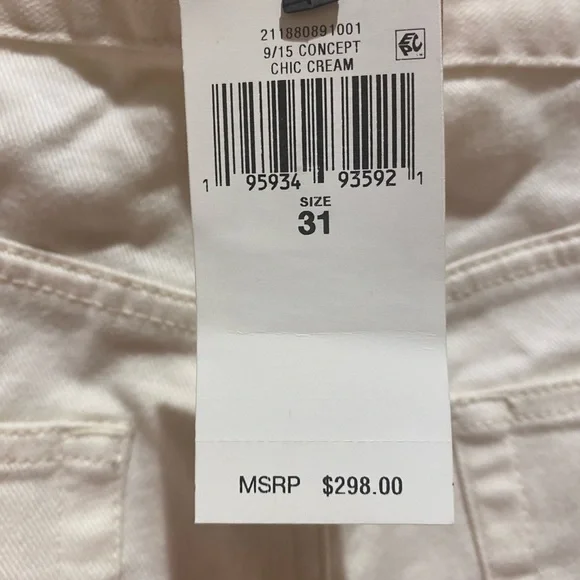 211880891001
9/15 CONCEPT
CHIC CREAM
1 95934 93592 1
SIZE
31
MSRP $298.00